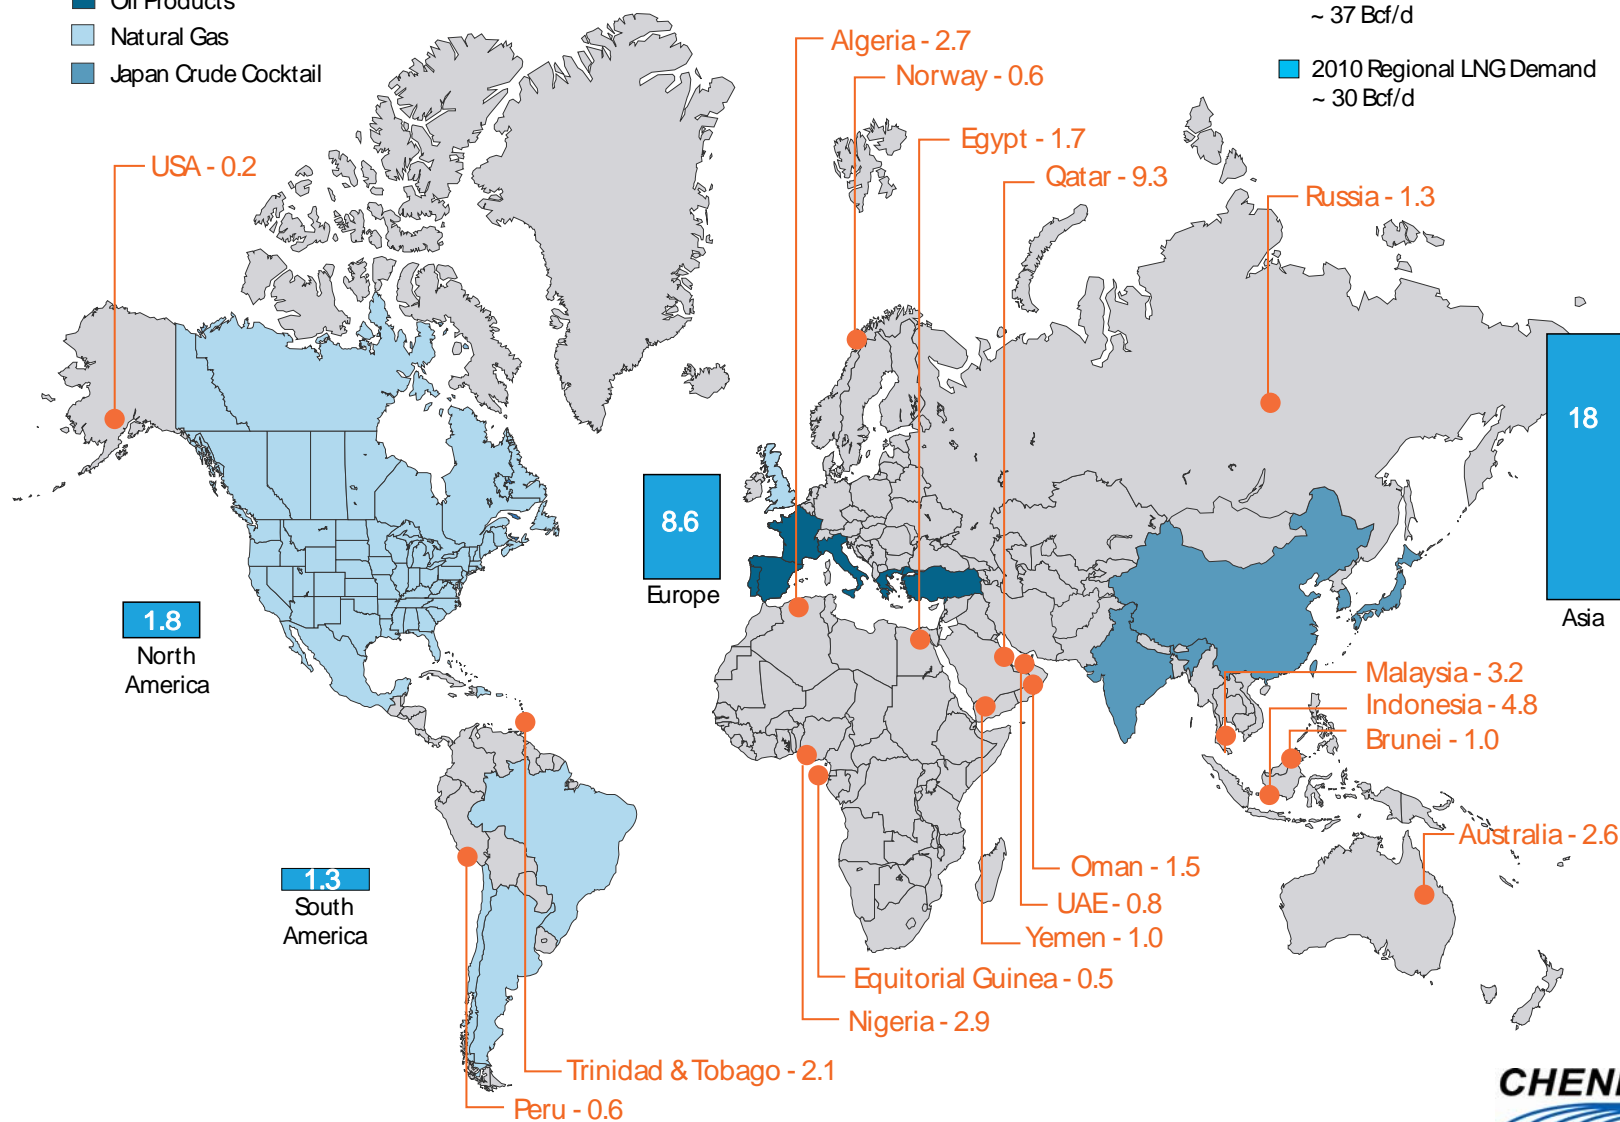 Oil Products
Natural Gas
Japan Crude Cocktail
~ 37 Bcf/d
2010 Regional LNG Demand
~ 30 Bcf/d
Algeria - 2.7
Norway - 0.6
Egypt - 1.7
Qatar - 9.3
USA - 0.2
Russia - 1.3
18
Asia
8.6
Europe
1.8
North
America
Malaysia - 3.2
Indonesia - 4.8
Brunei - 1.0
Australia - 2.6
1.3
South
America
Oman - 1.5
UAE - 0.8
Yemen - 1.0
Equitorial Guinea - 0.5
Nigeria - 2.9
Trinidad & Tobago - 2.1
Peru - 0.6